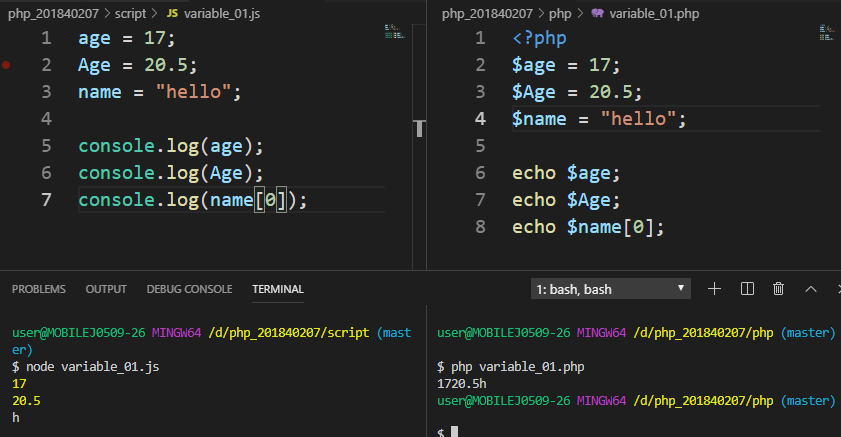 php_201840207 > script > JS variable_01.js
1 age = 17;
2 Age = 20.5;
3 name = "hello";
4
5 console.log(age);
6 console.log(Age);
7 console.log(name[0]);
php_201840207 > php > variable_01.php
1 <?php
2 $age = 17;
3 $Age = 20.5;
4 $name = "hello";
5
6 echo $age;
7 echo $Age;
8 echo $name[0];
PROBLEMS OUTPUT DEBUG CONSOLE TERMINAL 1: bash, bash
user@MOBILEJ0509-26 MINGW64 /d/php_201840207/script (mast
er)
$ node variable_01.js
17
20.5
h
user@MOBILEJ0509-26 MINGW64 /d/php_201840207/php (master)
$ php variable_01.php
1720.5h
user@MOBILEJ0509-26 MINGW64 /d/php_201840207/php (master)
$